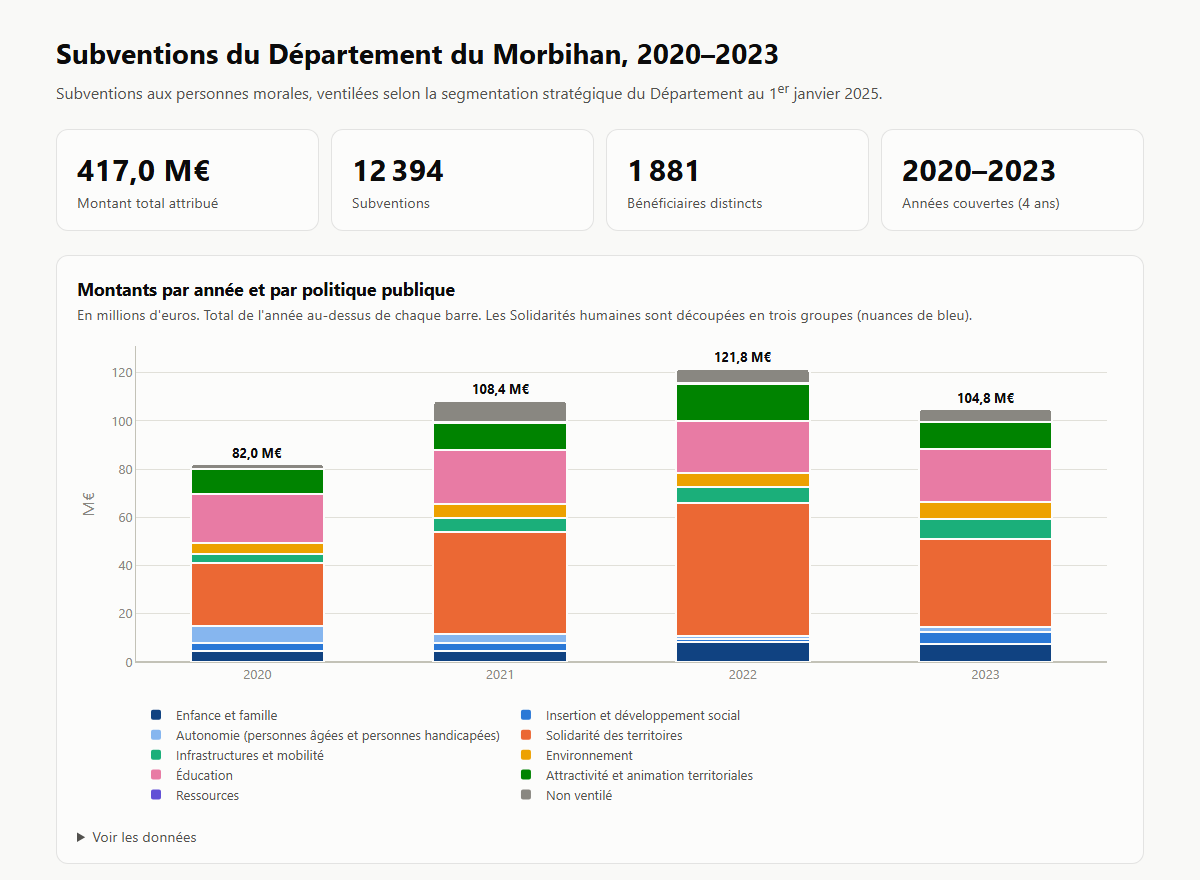 Subventions du Département du Morbihan, 2020–2023
Subventions aux personnes morales, ventilées selon la segmentation stratégique du Département au 1er janvier 2025.
417,0 M€
Montant total attribué
12 394
Subventions
1 881
Bénéficiaires distincts
2020–2023
Années couvertes (4 ans)
Montants par année et par politique publique
En millions d'euros. Total de l'année au-dessus de chaque barre. Les Solidarités humaines sont découpées en trois groupes (nuances de bleu).
M€
120
100
80
60
40
20
0
82,0 M€
108,4 M€
121,8 M€
104,8 M€
2020
2021
2022
2023
Enfance et famille
Insertion et développement social
Autonomie (personnes âgées et personnes handicapées)
Solidarité des territoires
Infrastructures et mobilité
Environnement
Éducation
Attractivité et animation territoriales
Ressources
Non ventilé
Voir les données